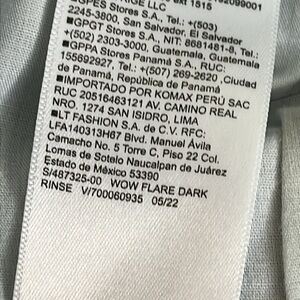 GE LLC
■GPES Stores S.A., Tel.: +(503)
2245-3800, San Salvador, El Salvador
■GPGT Stores S.A., NIT: 8681481-8, Tel.:
+(502) 2303-3000, Guatemala, Guatemala
■GPPA Stores Panamá S.A., RUC:
155692927, Tel.: +(507) 269-2620 ,Ciudad
de Panamá, República de Panamá
■IMPORTADO POR KOMAX PERÚ SAC
RUC 20516463121 AV. CAMINO REAL
NRO. 1274 SAN ISIDRO, LIMA
■LT FASHION S.A. de C.V. RFC:
LFA140313H67 Blvd. Manuel Ávila
Camacho No. 5 Torre C, Piso 22 Col.
Lomas de Sotelo Naucalpan de Juárez
Estado de México 53390
S/487325-00 WOW FLARE DARK
RINSE V/700060935 05/22